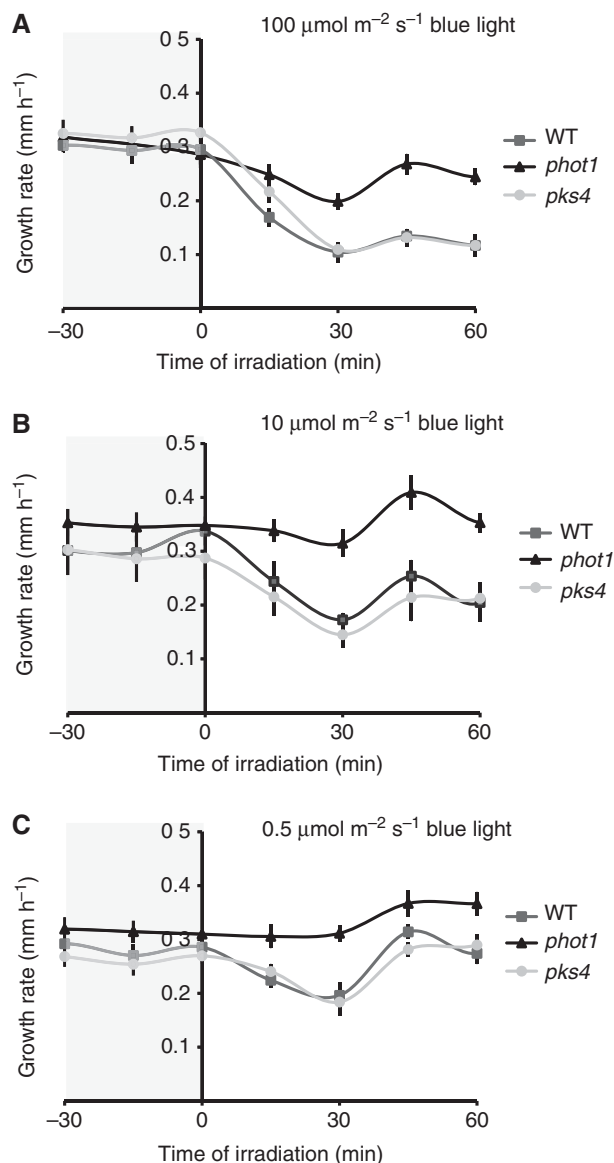 A
100 μmol m⁻² s⁻¹ blue light
Growth rate (mm h⁻¹)
0 5
0.4
0.3
0.2
0.1
–30 0 30 60
Time of irradiation (min)
WT
phot1
pks4
B
10 μmol m⁻² s⁻¹ blue light
Growth rate (mm h⁻¹)
0.5
0.4
0.3
0.2
0.1
–30 0 30 60
Time of irradiation (min)
WT
phot1
pks4
C
0.5 μmol m⁻² s⁻¹ blue light
Growth rate (mm h⁻¹)
0 5
0.4
0.3
0.2
0.1
–30 0 30 60
Time of irradiation (min)
WT
phot1
pks4